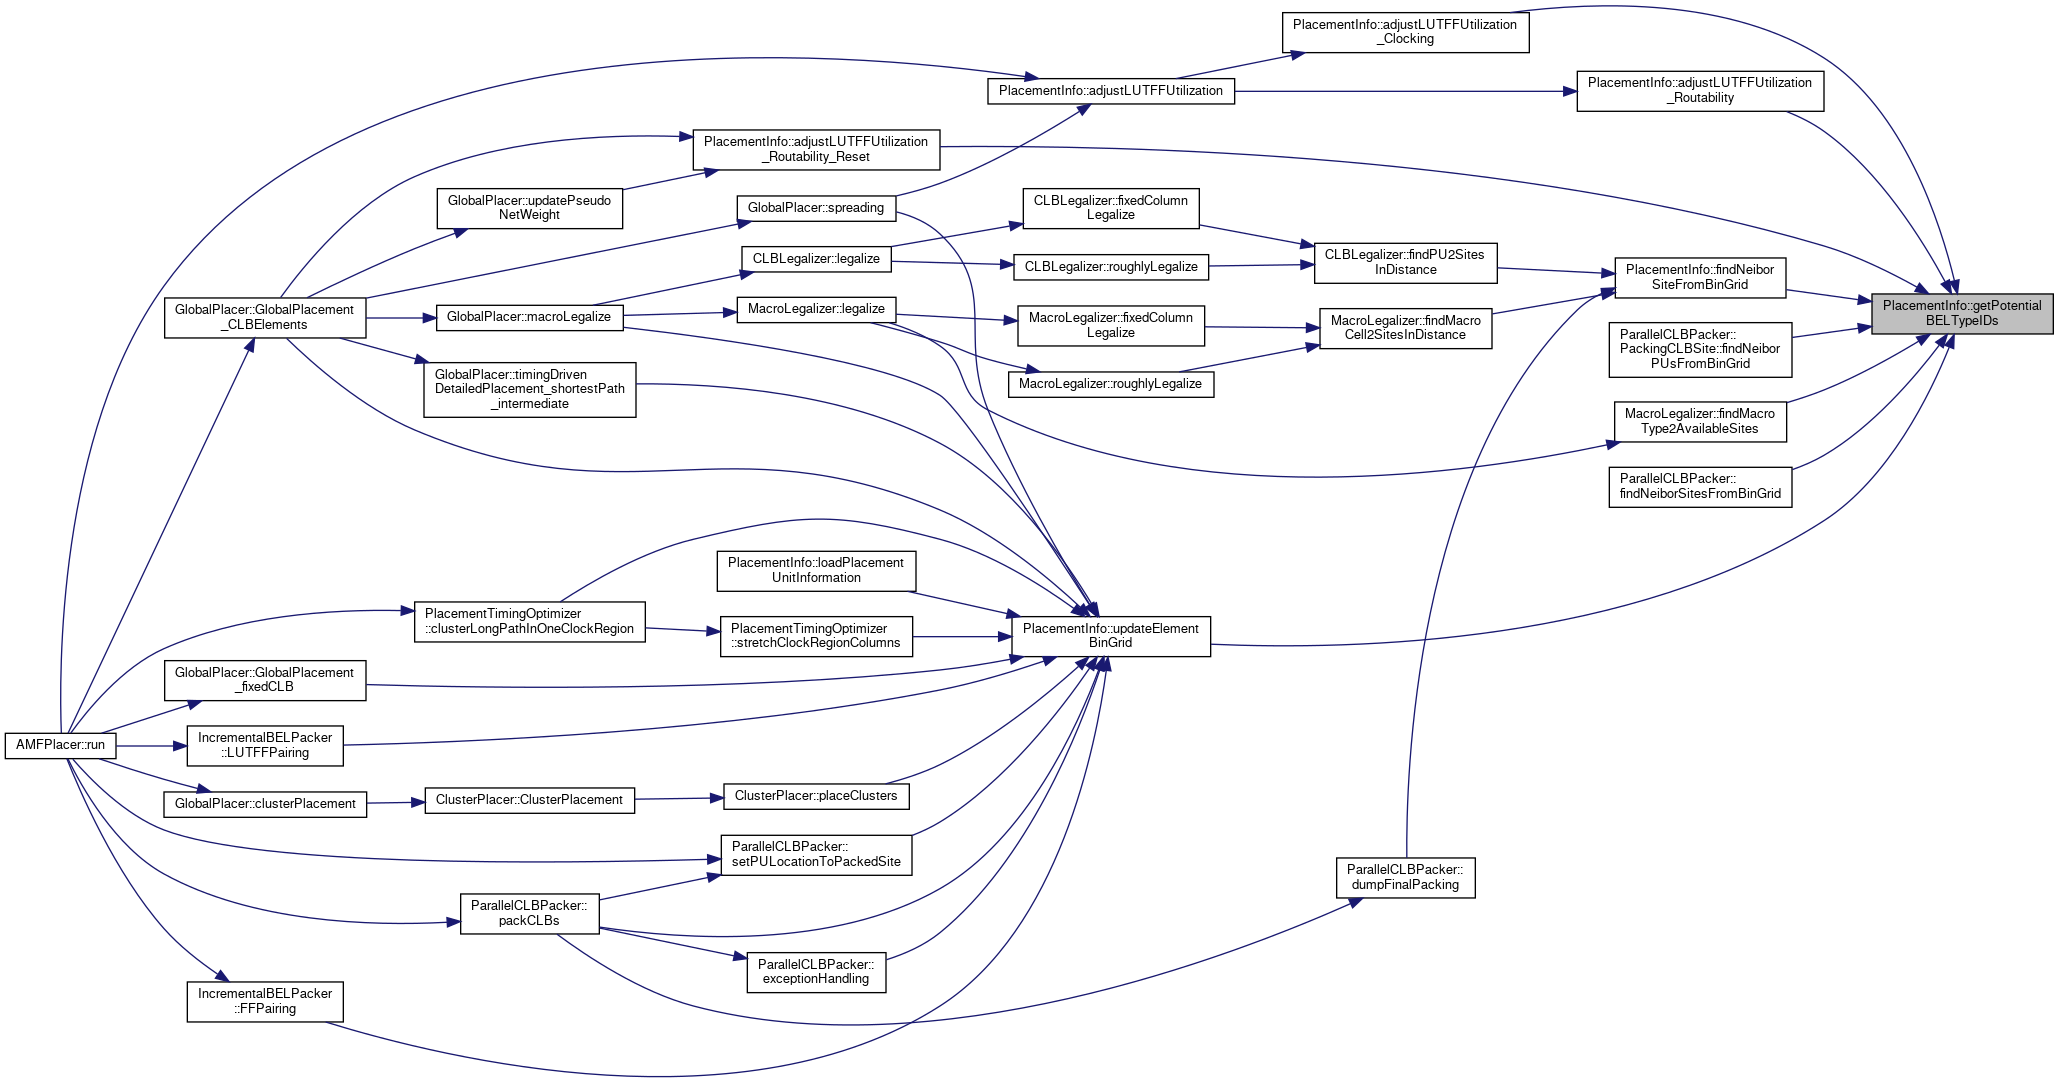 PlacementInfo::adjustLUTFFUtilization
_Clocking
PlacementInfo::adjustLUTFFUtilization
PlacementInfo::adjustLUTFFUtilization
_Routability
PlacementInfo::adjustLUTFFUtilization
_Routability_Reset
GlobalPlacer::updatePseudo
NetWeight
GlobalPlacer::spreading
CLBLegalizer::fixedColumn
Legalize
CLBLegalizer::legalize
CLBLegalizer::roughlyLegalize
CLBLegalizer::findPU2Sites
InDistance
PlacementInfo::findNeibor
SiteFromBinGrid
PlacementInfo::getPotential
BELTypeIDs
GlobalPlacer::GlobalPlacement
_CLBElements
GlobalPlacer::macroLegalize
MacroLegalizer::legalize
MacroLegalizer::fixedColumn
Legalize
MacroLegalizer::findMacro
Cell2SitesInDistance
ParallelCLBPacker::
PackingCLBSite::findNeibor
PUsFromBinGrid
GlobalPlacer::timingDriven
DetailedPlacement_shortestPath
_intermediate
MacroLegalizer::roughlyLegalize
MacroLegalizer::findMacro
Type2AvailableSites
ParallelCLBPacker::
findNeiborSitesFromBinGrid
PlacementInfo::loadPlacement
UnitInformation
PlacementTimingOptimizer
::clusterLongPathInOneClockRegion
PlacementTimingOptimizer
::stretchClockRegionColumns
PlacementInfo::updateElement
BinGrid
GlobalPlacer::GlobalPlacement
_fixedCLB
AMFPlacer::run
IncrementalBELPacker
::LUTFFPairing
GlobalPlacer::clusterPlacement
ClusterPlacer::ClusterPlacement
ClusterPlacer::placeClusters
ParallelCLBPacker::
setPULocationToPackedSite
ParallelCLBPacker::
dumpFinalPacking
ParallelCLBPacker::
packCLBs
ParallelCLBPacker::
exceptionHandling
IncrementalBELPacker
::FFPairing